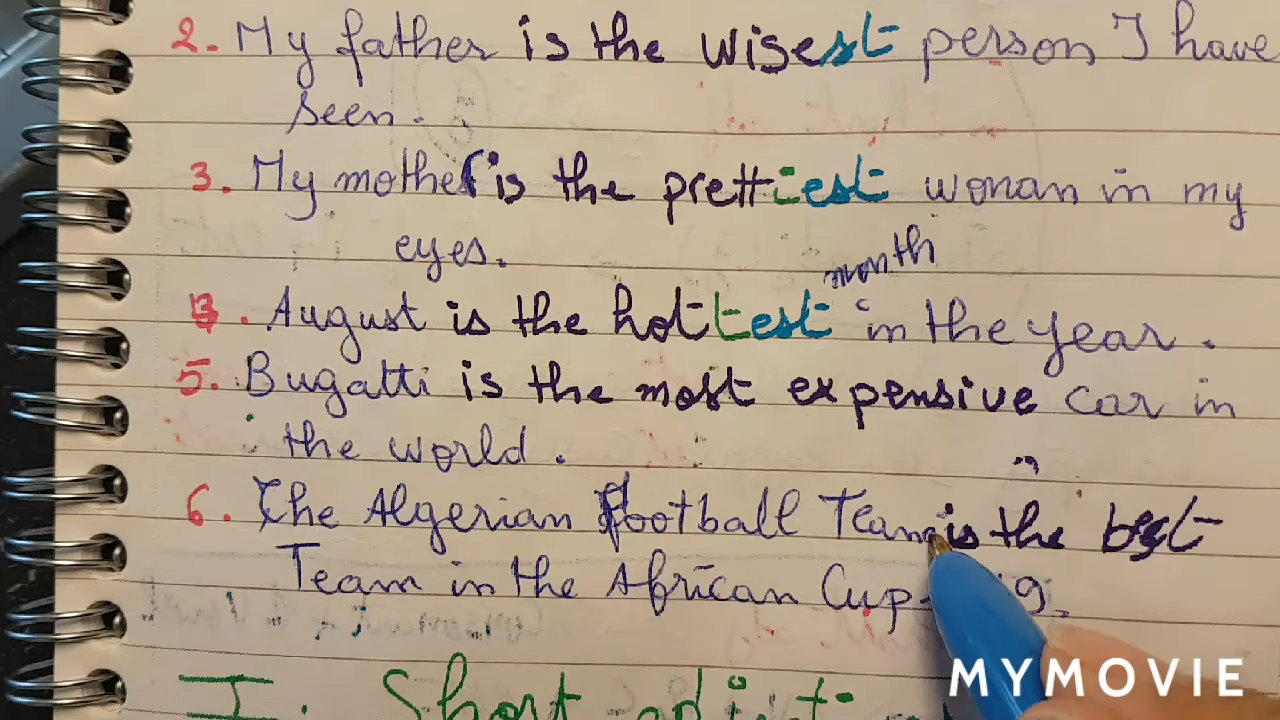 2. My father is the wisest person I have
seen.
3. My mother is the prettiest woman in my
eyes.
month
4. August is the hottest in the year.
5. Bugatti is the most expensive car in
the world.
6. The Algerian football Team is the best
Team in the African Cup 19.
I. Short
MYMOVIE